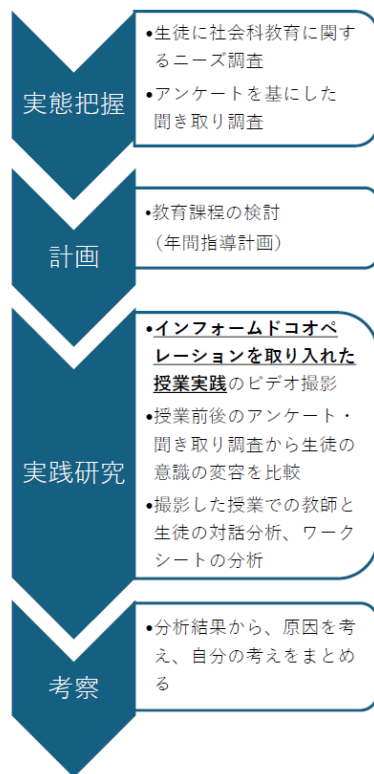 実態把握
•生徒に社会科教育に関す
るニーズ調査
•アンケートを基にした
聞き取り調査
計画
•教育課程の検討
（年間指導計画）
実践研究
•インフォームドコオペ
レーションを取り入れた
授業実践のビデオ撮影
•授業前後のアンケート・
聞き取り調査から生徒の
意識の変容を比較
•撮影した授業での教師と
生徒の対話分析、ワーク
シートの分析
考察
•分析結果から、原因を考
え、自分の考えをまとめ
る